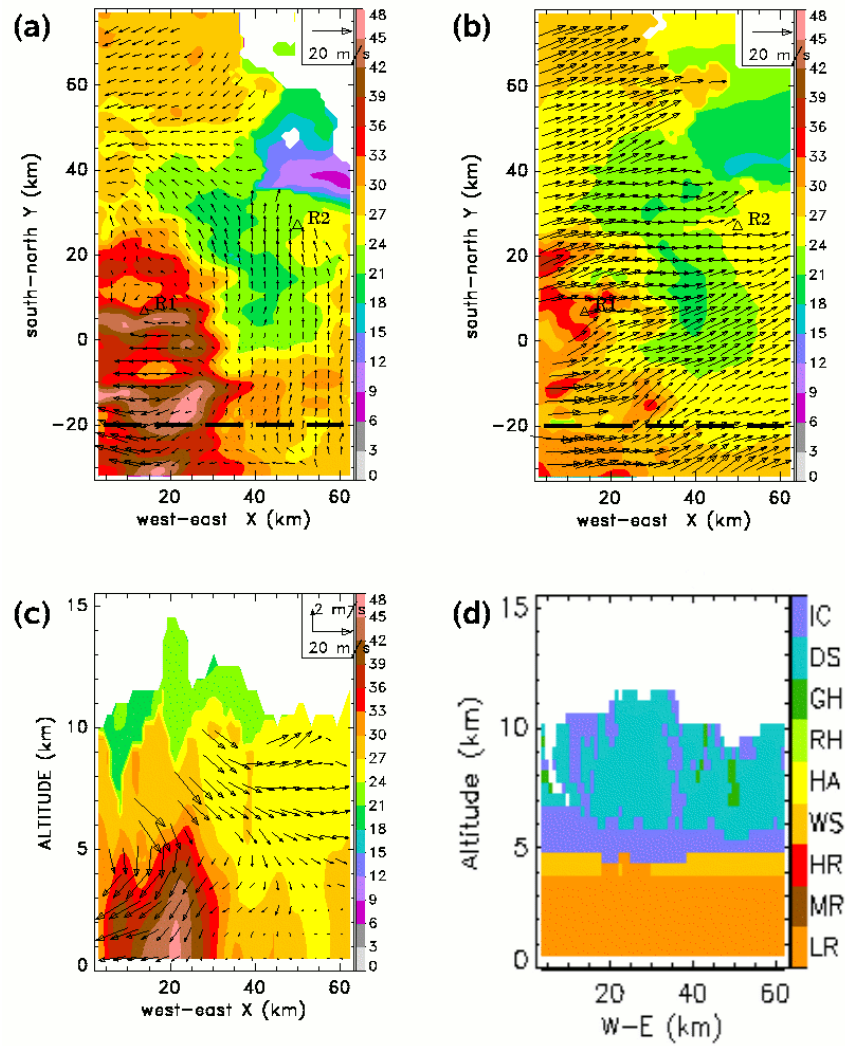 (a)
20 m/s
48
45
42
39
36
33
30
27
24
21
18
15
12
9
6
3
0
60
40
20
0
−20
south-north Y (km)
R1
R2
20 40 60
west-east X (km)
(b)
20 m/s
48
45
42
39
36
33
30
27
24
21
18
15
12
9
6
3
0
60
40
20
0
−20
south-north Y (km)
R1
R2
20 40 60
west-east X (km)
(c)
2 m/s
20 m/s
48
45
42
39
36
33
30
27
24
21
18
15
12
9
6
3
0
15
10
5
0
ALTITUDE (km)
20 40 60
west-east X (km)
(d)
15
10
5
0
Altitude (km)
20 40 60
W-E (km)
IC
DS
GH
RH
HA
WS
HR
MR
LR